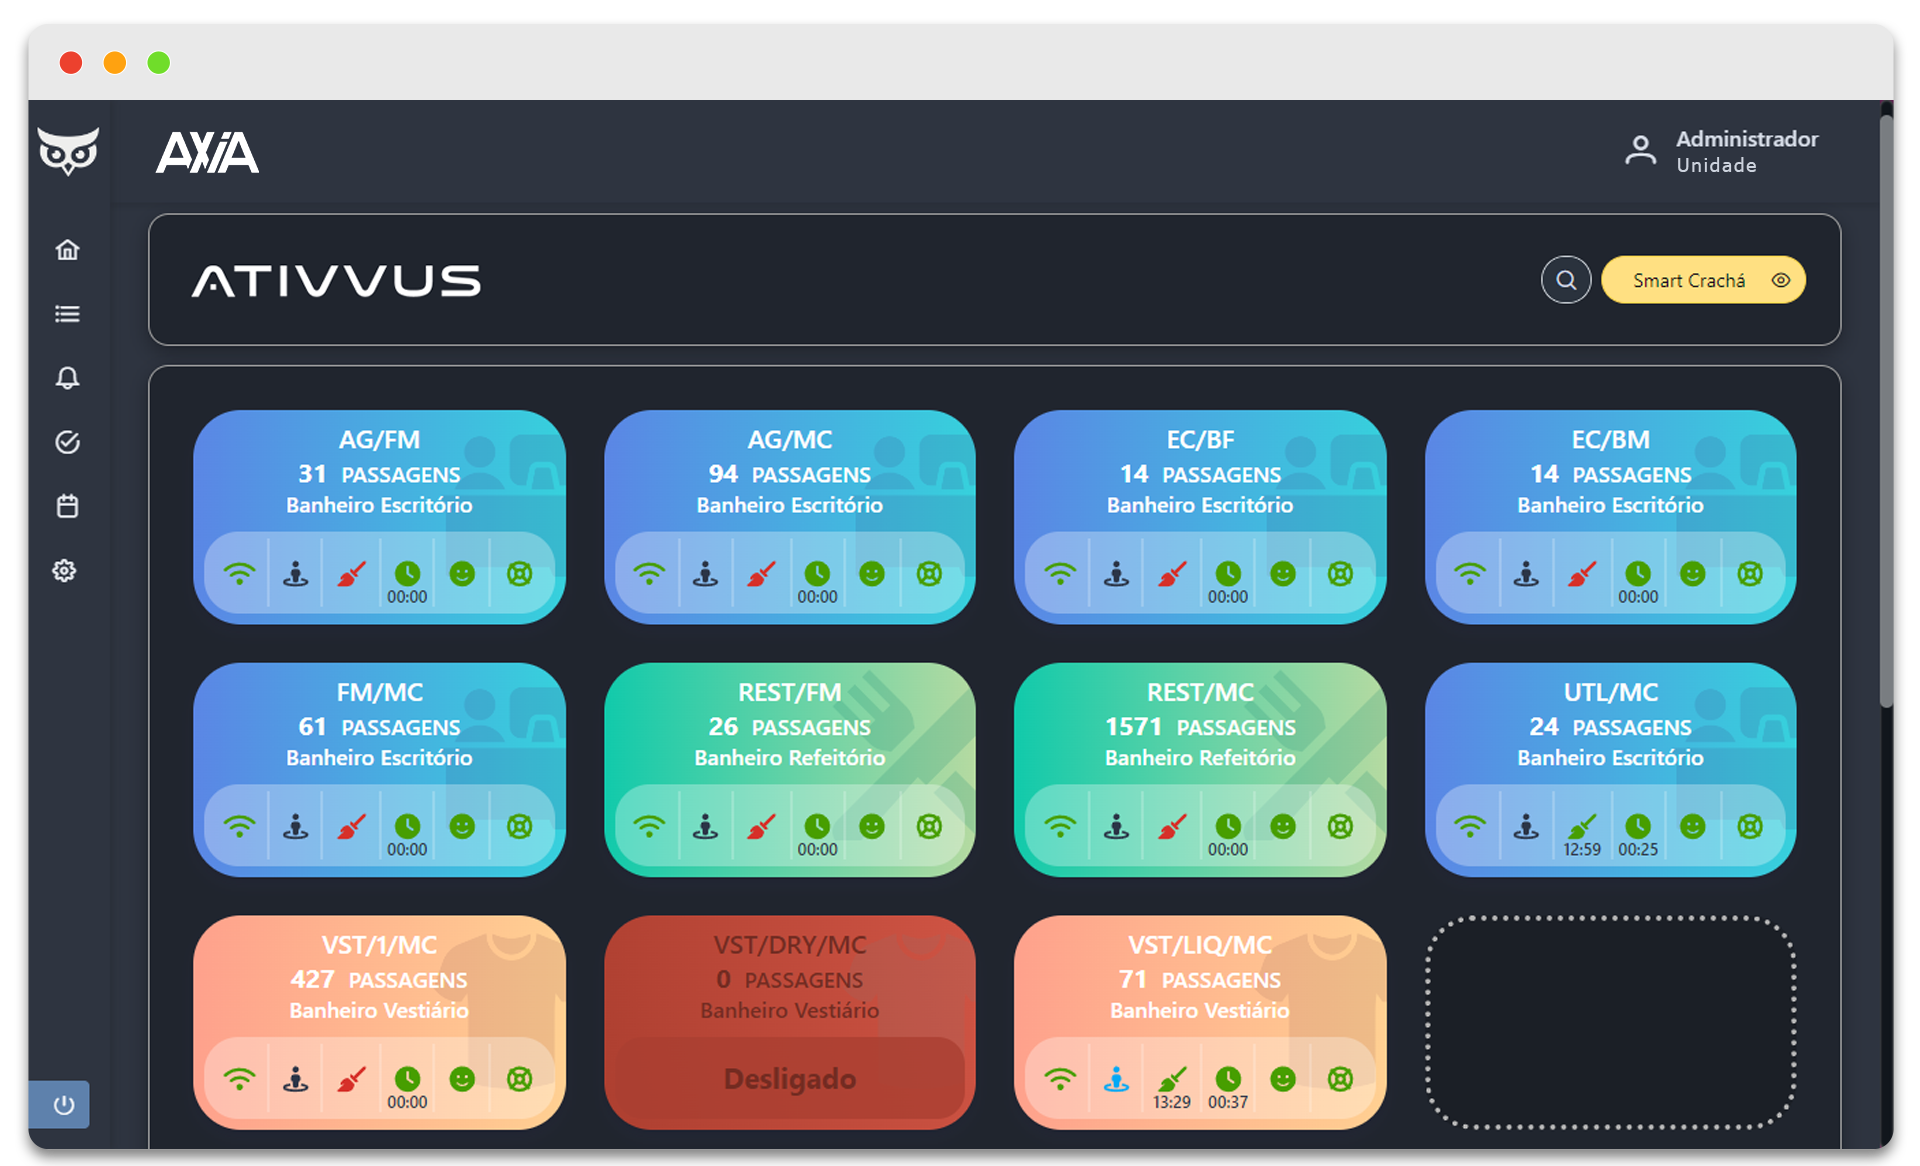 AXIA
Administrador
Unidade
ATIVVUS
Smart Crachá
AG/FM
31 PASSAGENS
Banheiro Escritório
00:00
AG/MC
94 PASSAGENS
Banheiro Escritório
00:00
EC/BF
14 PASSAGENS
Banheiro Escritório
00:00
EC/BM
14 PASSAGENS
Banheiro Escritório
00:00
FM/MC
61 PASSAGENS
Banheiro Escritório
00:00
REST/FM
26 PASSAGENS
Banheiro Refeitório
00:00
REST/MC
1571 PASSAGENS
Banheiro Refeitório
00:00
UTL/MC
24 PASSAGENS
Banheiro Escritório
12:59 00:25
VST/1/MC
427 PASSAGENS
Banheiro Vestiário
00:00
VST/DRY/MC
0 PASSAGENS
Banheiro Vestiário
Desligado
VST/LIQ/MC
71 PASSAGENS
Banheiro Vestiário
13:29 00:37